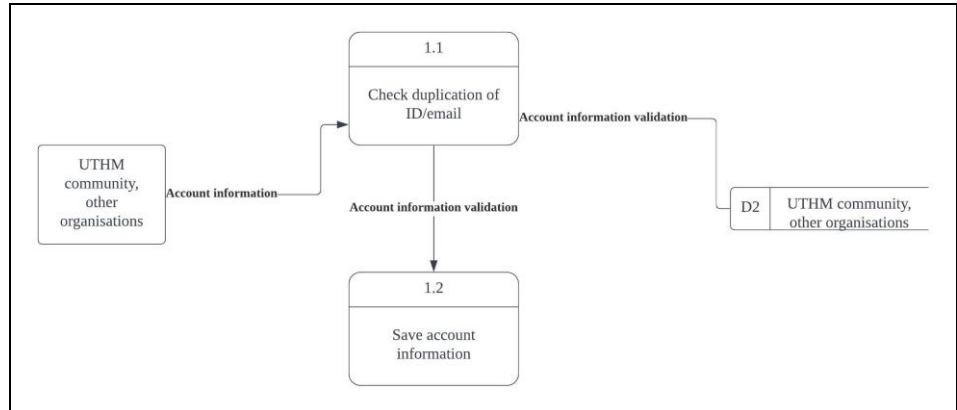 1.1
Check duplication of
ID/email
Account information validation
UTHM
community,
other
organisations
Account information
Account information validation
D2
UTHM community,
other organisations
1.2
Save account
information